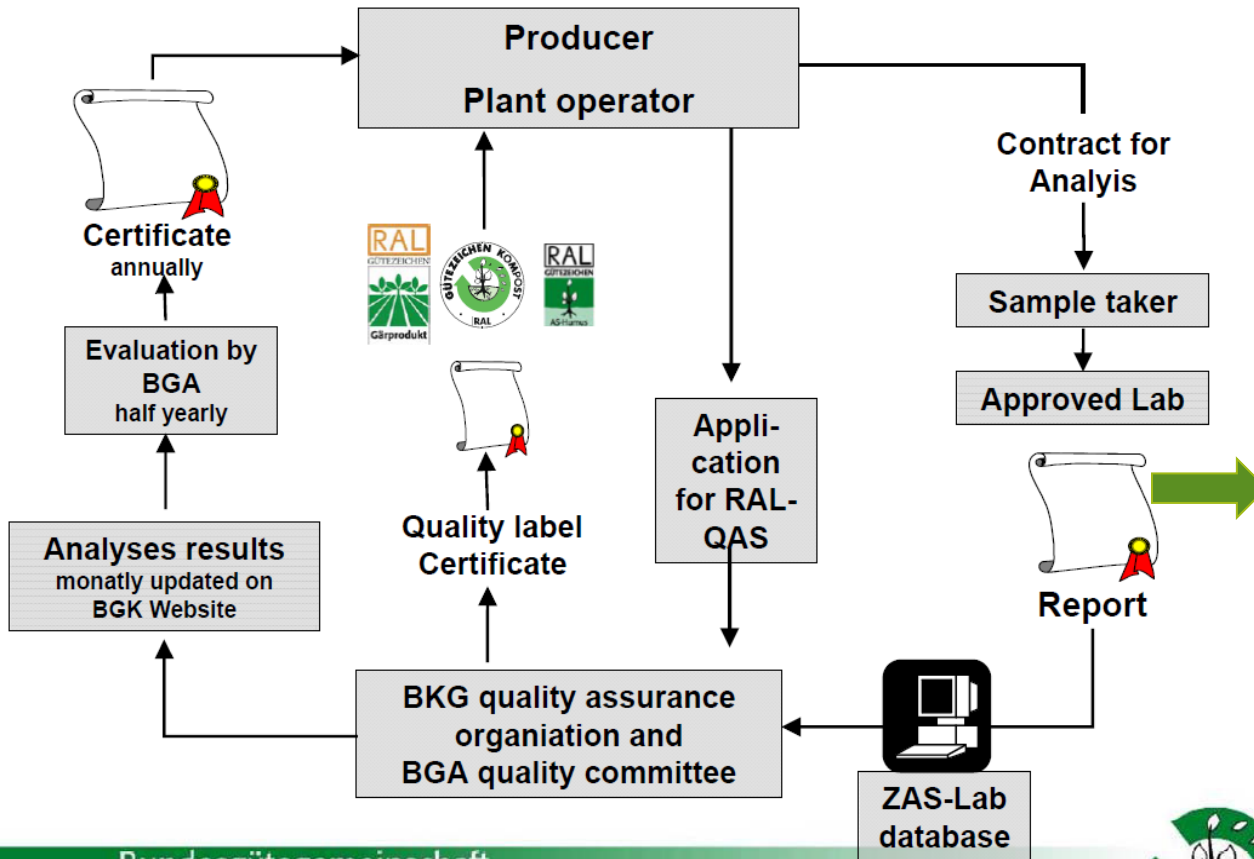 Producer
Plant operator
Contract for
Analyis
Certificate
annually
RAL
GÜTEZEICHEN
Gärprodukt
GÜTEZEICHEN KOMPOST
RAL
RAL
GÜTEZEICHEN
AS-Humus
Sample taker
Approved Lab
Evaluation by
BGA
half yearly
Appli-
cation
for RAL-
QAS
Quality label
Certificate
Analyses results
monatly updated on
BGK Website
Report
BKG quality assurance
organiation and
BGA quality committee
ZAS-Lab
database
Bundesgütegemeinschaft